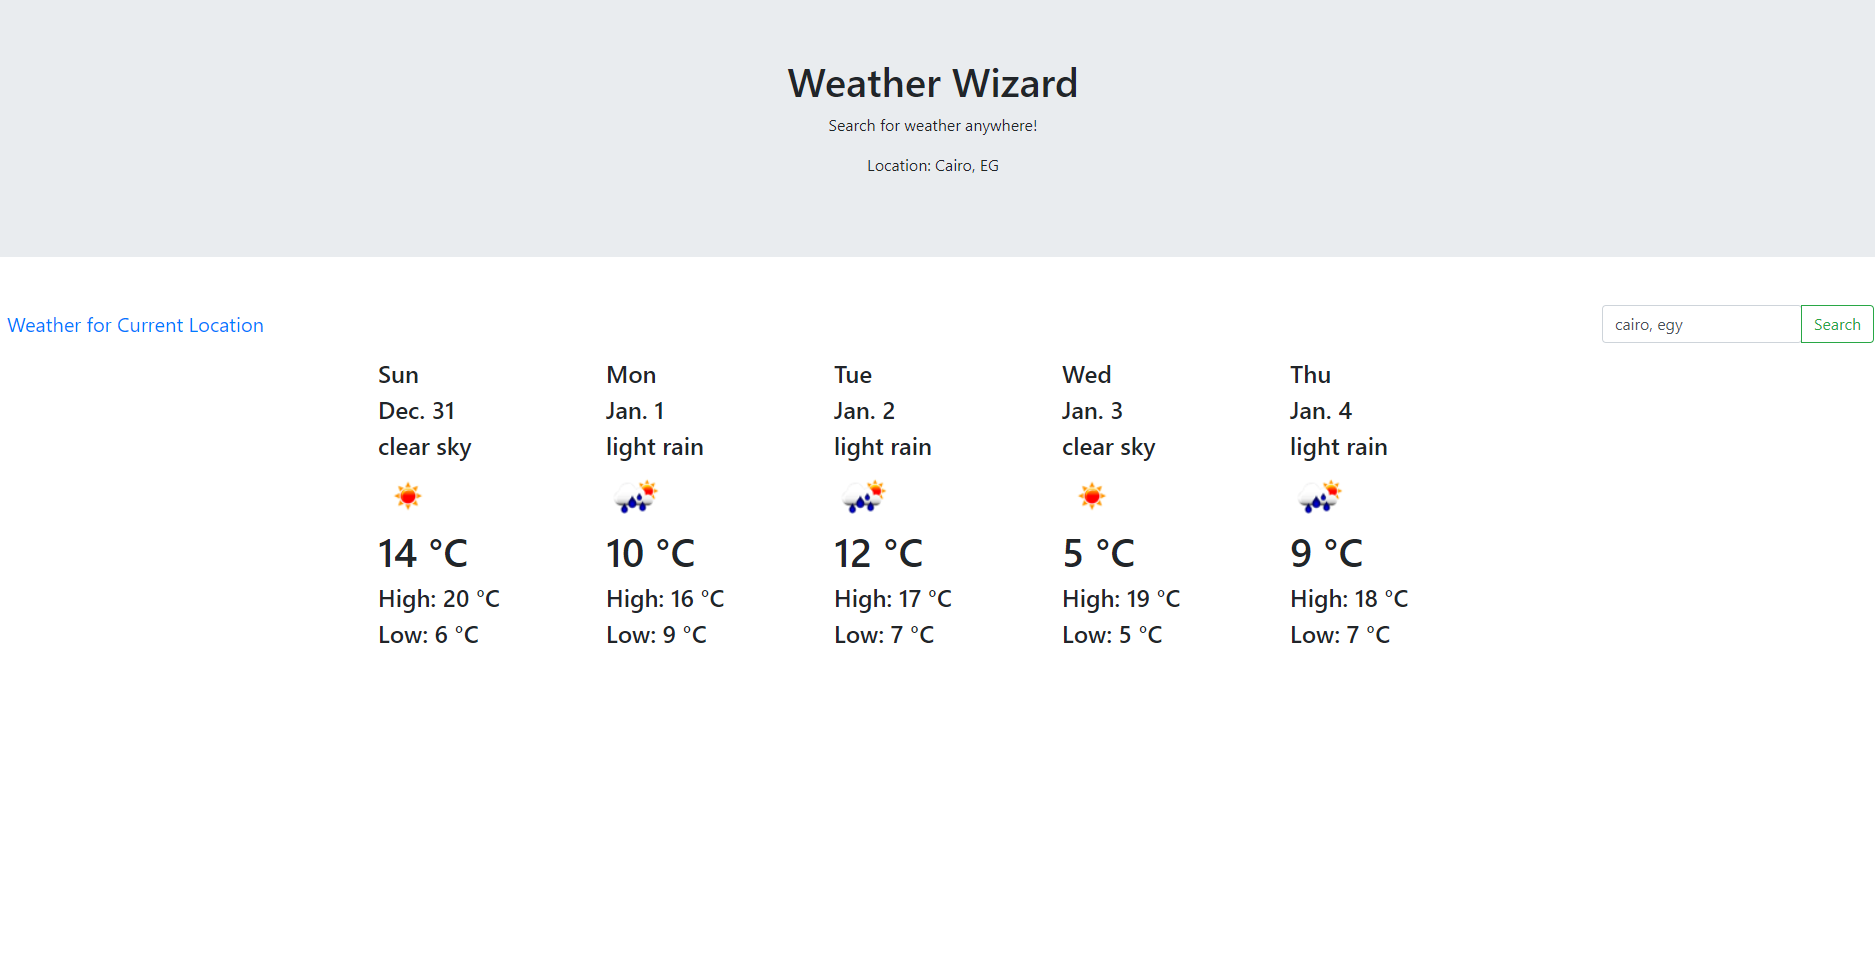 Weather Wizard
Search for weather anywhere!
Location: Cairo, EG
Weather for Current Location
cairo, egy
Search
Sun
Dec. 31
clear sky
14 °C
High: 20 °C
Low: 6 °C
Mon
Jan. 1
light rain
10 °C
High: 16 °C
Low: 9 °C
Tue
Jan. 2
light rain
12 °C
High: 17 °C
Low: 7 °C
Wed
Jan. 3
clear sky
5 °C
High: 19 °C
Low: 5 °C
Thu
Jan. 4
light rain
9 °C
High: 18 °C
Low: 7 °C